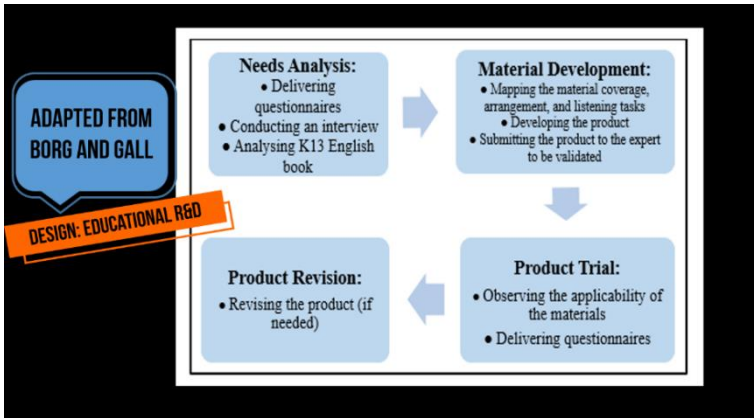 ADAPTED FROM
BORG AND GALL
DESIGN: EDUCATIONAL R&D
Needs Analysis:
● Delivering
questionnaires
● Conducting an interview
● Analysing K13 English
book
Material Development:
● Mapping the material coverage,
arrangement, and listening tasks
● Developing the product
● Submitting the product to the expert
to be validated
Product Trial:
● Observing the applicability of
the materials
● Delivering questionnaires
Product Revision:
● Revising the product (if
needed)